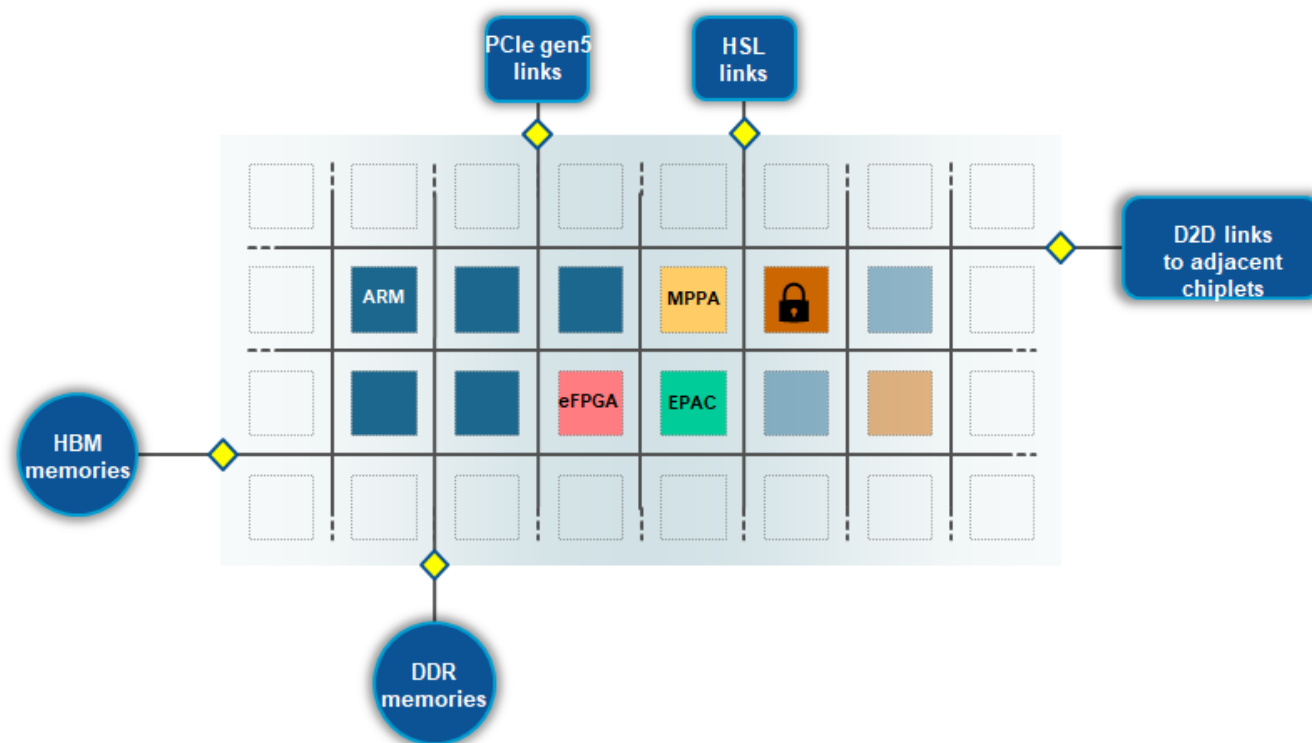 PCIe gen5
links
HSL
links
D2D links
to adjacent
chiplets
ARM
MPPA
eFPGA
EPAC
HBM
memories
DDR
memories